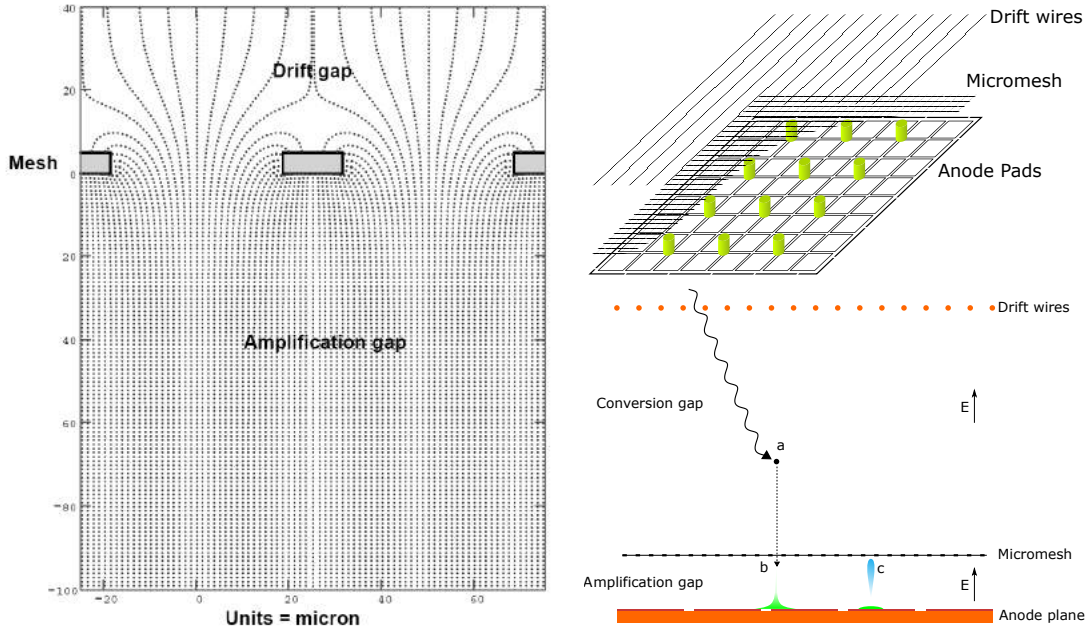 40
Drift gap
20
Mesh
0
20
40
Amplification gap
60
−80
−100
−20
0
20
40
60
Units = micron
Drift wires
Micromesh
Anode Pads
Drift wires
Conversion gap
E
a
Micromesh
b
c
Amplification gap
E
Anode plane